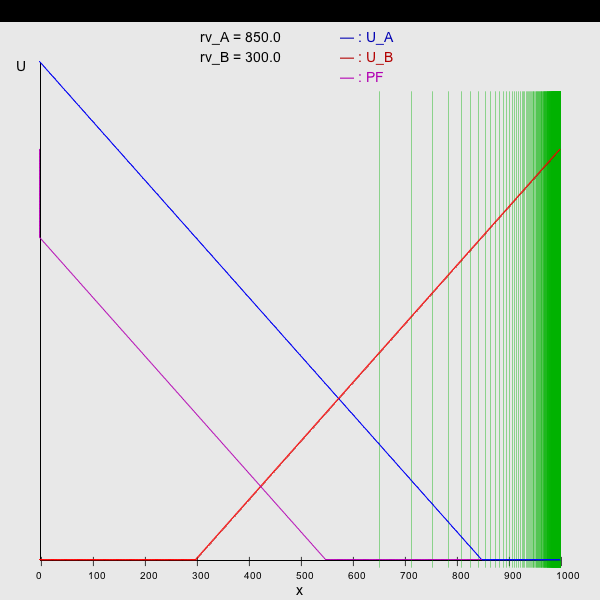 rv_A = 850.0 — : U_A
rv_B = 300.0 — : U_B
— : PF
U
0 100 200 300 400 500 600 700 800 900 1000
x